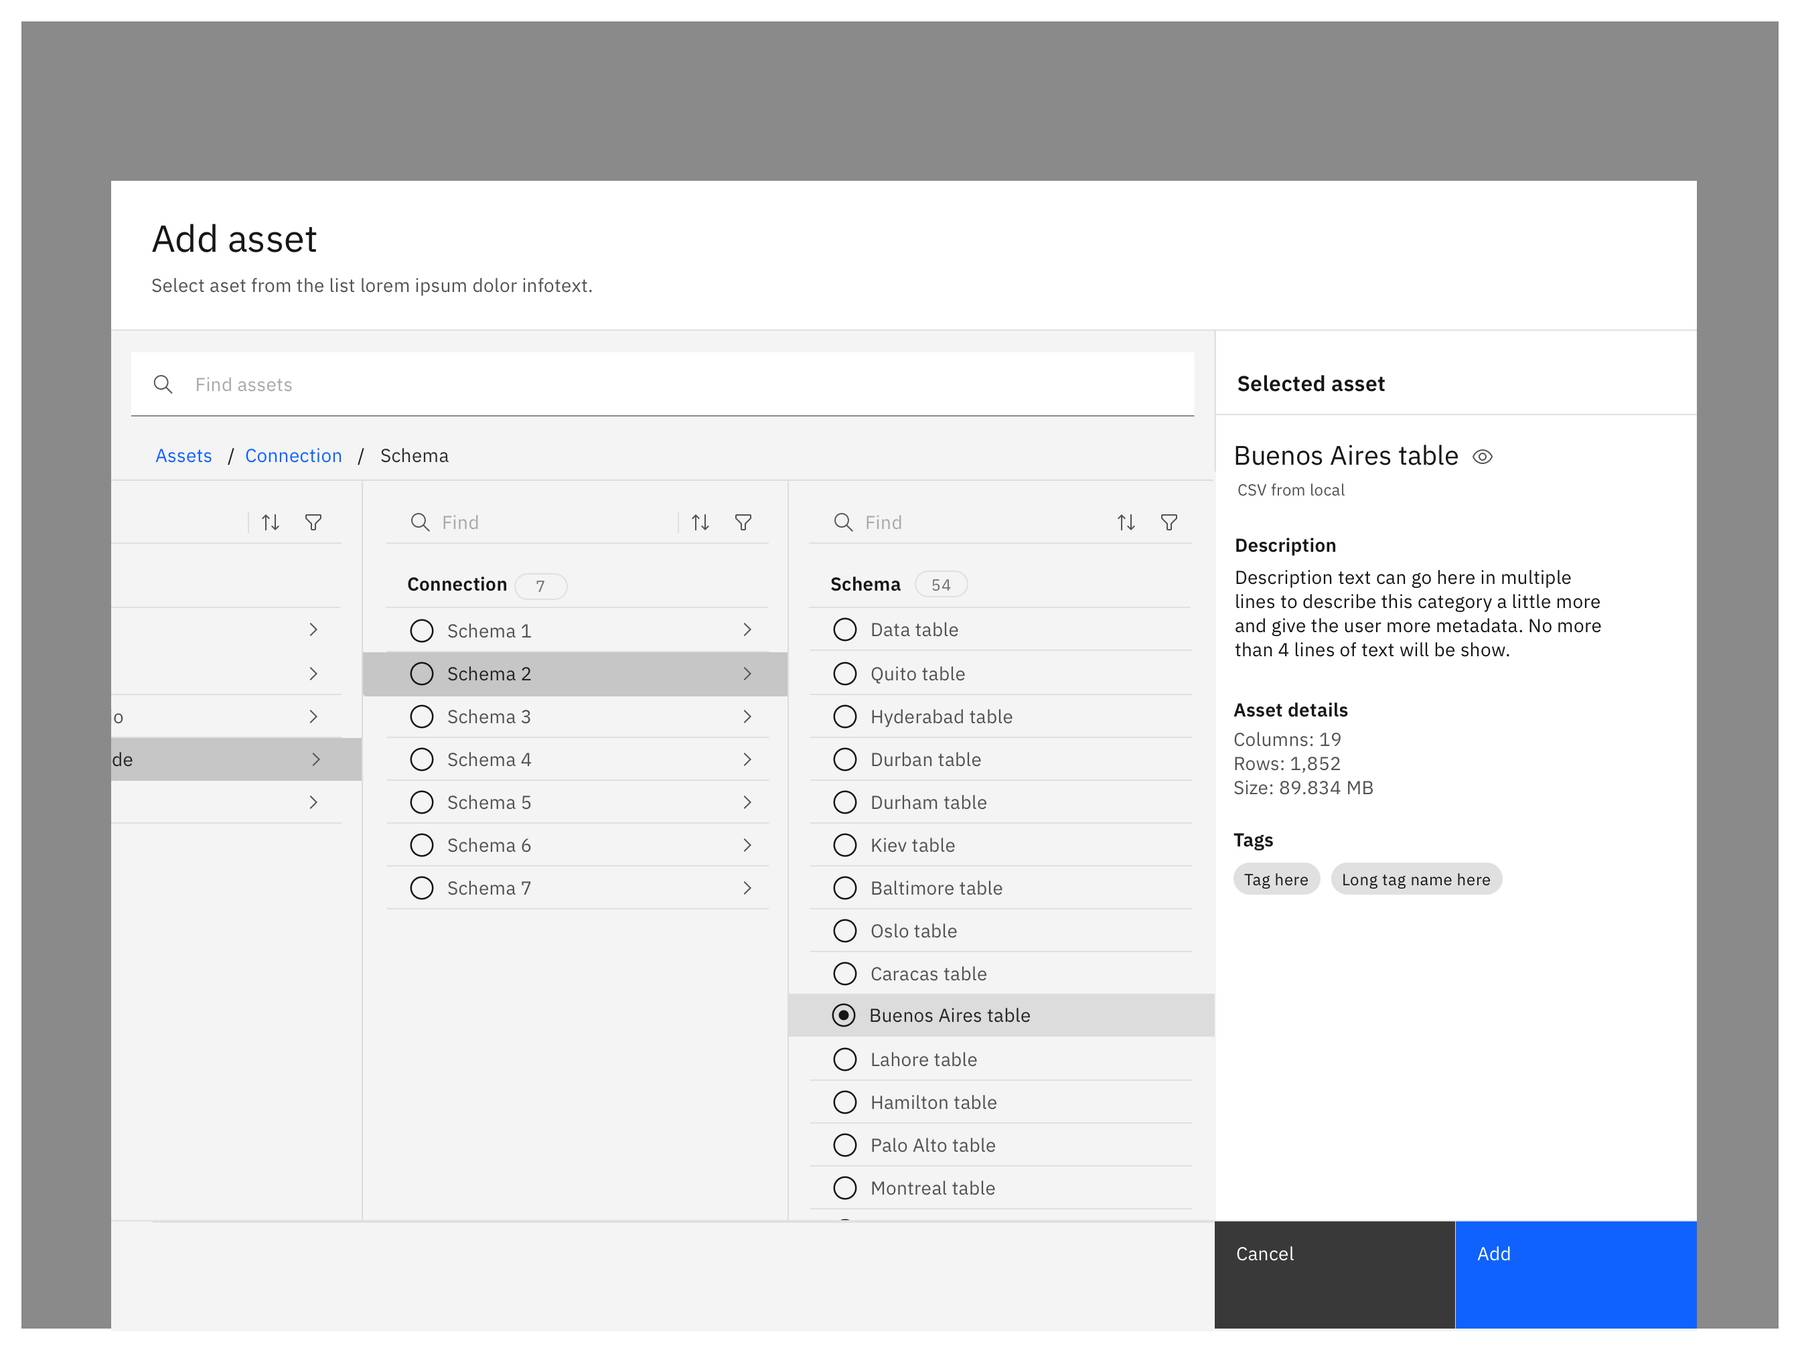 Add asset
Select aset from the list lorem ipsum dolor infotext.
Find assets
Assets / Connection / Schema
o
de
Find
Connection 7
Schema 1
Schema 2
Schema 3
Schema 4
Schema 5
Schema 6
Schema 7
Find
Schema 54
Data table
Quito table
Hyderabad table
Durban table
Durham table
Kiev table
Baltimore table
Oslo table
Caracas table
Buenos Aires table
Lahore table
Hamilton table
Palo Alto table
Montreal table
Selected asset
Buenos Aires table
CSV from local
Description
Description text can go here in multiple
lines to describe this category a little more
and give the user more metadata. No more
than 4 lines of text will be show.
Asset details
Columns: 19
Rows: 1,852
Size: 89.834 MB
Tags
Tag here
Long tag name here
Cancel
Add